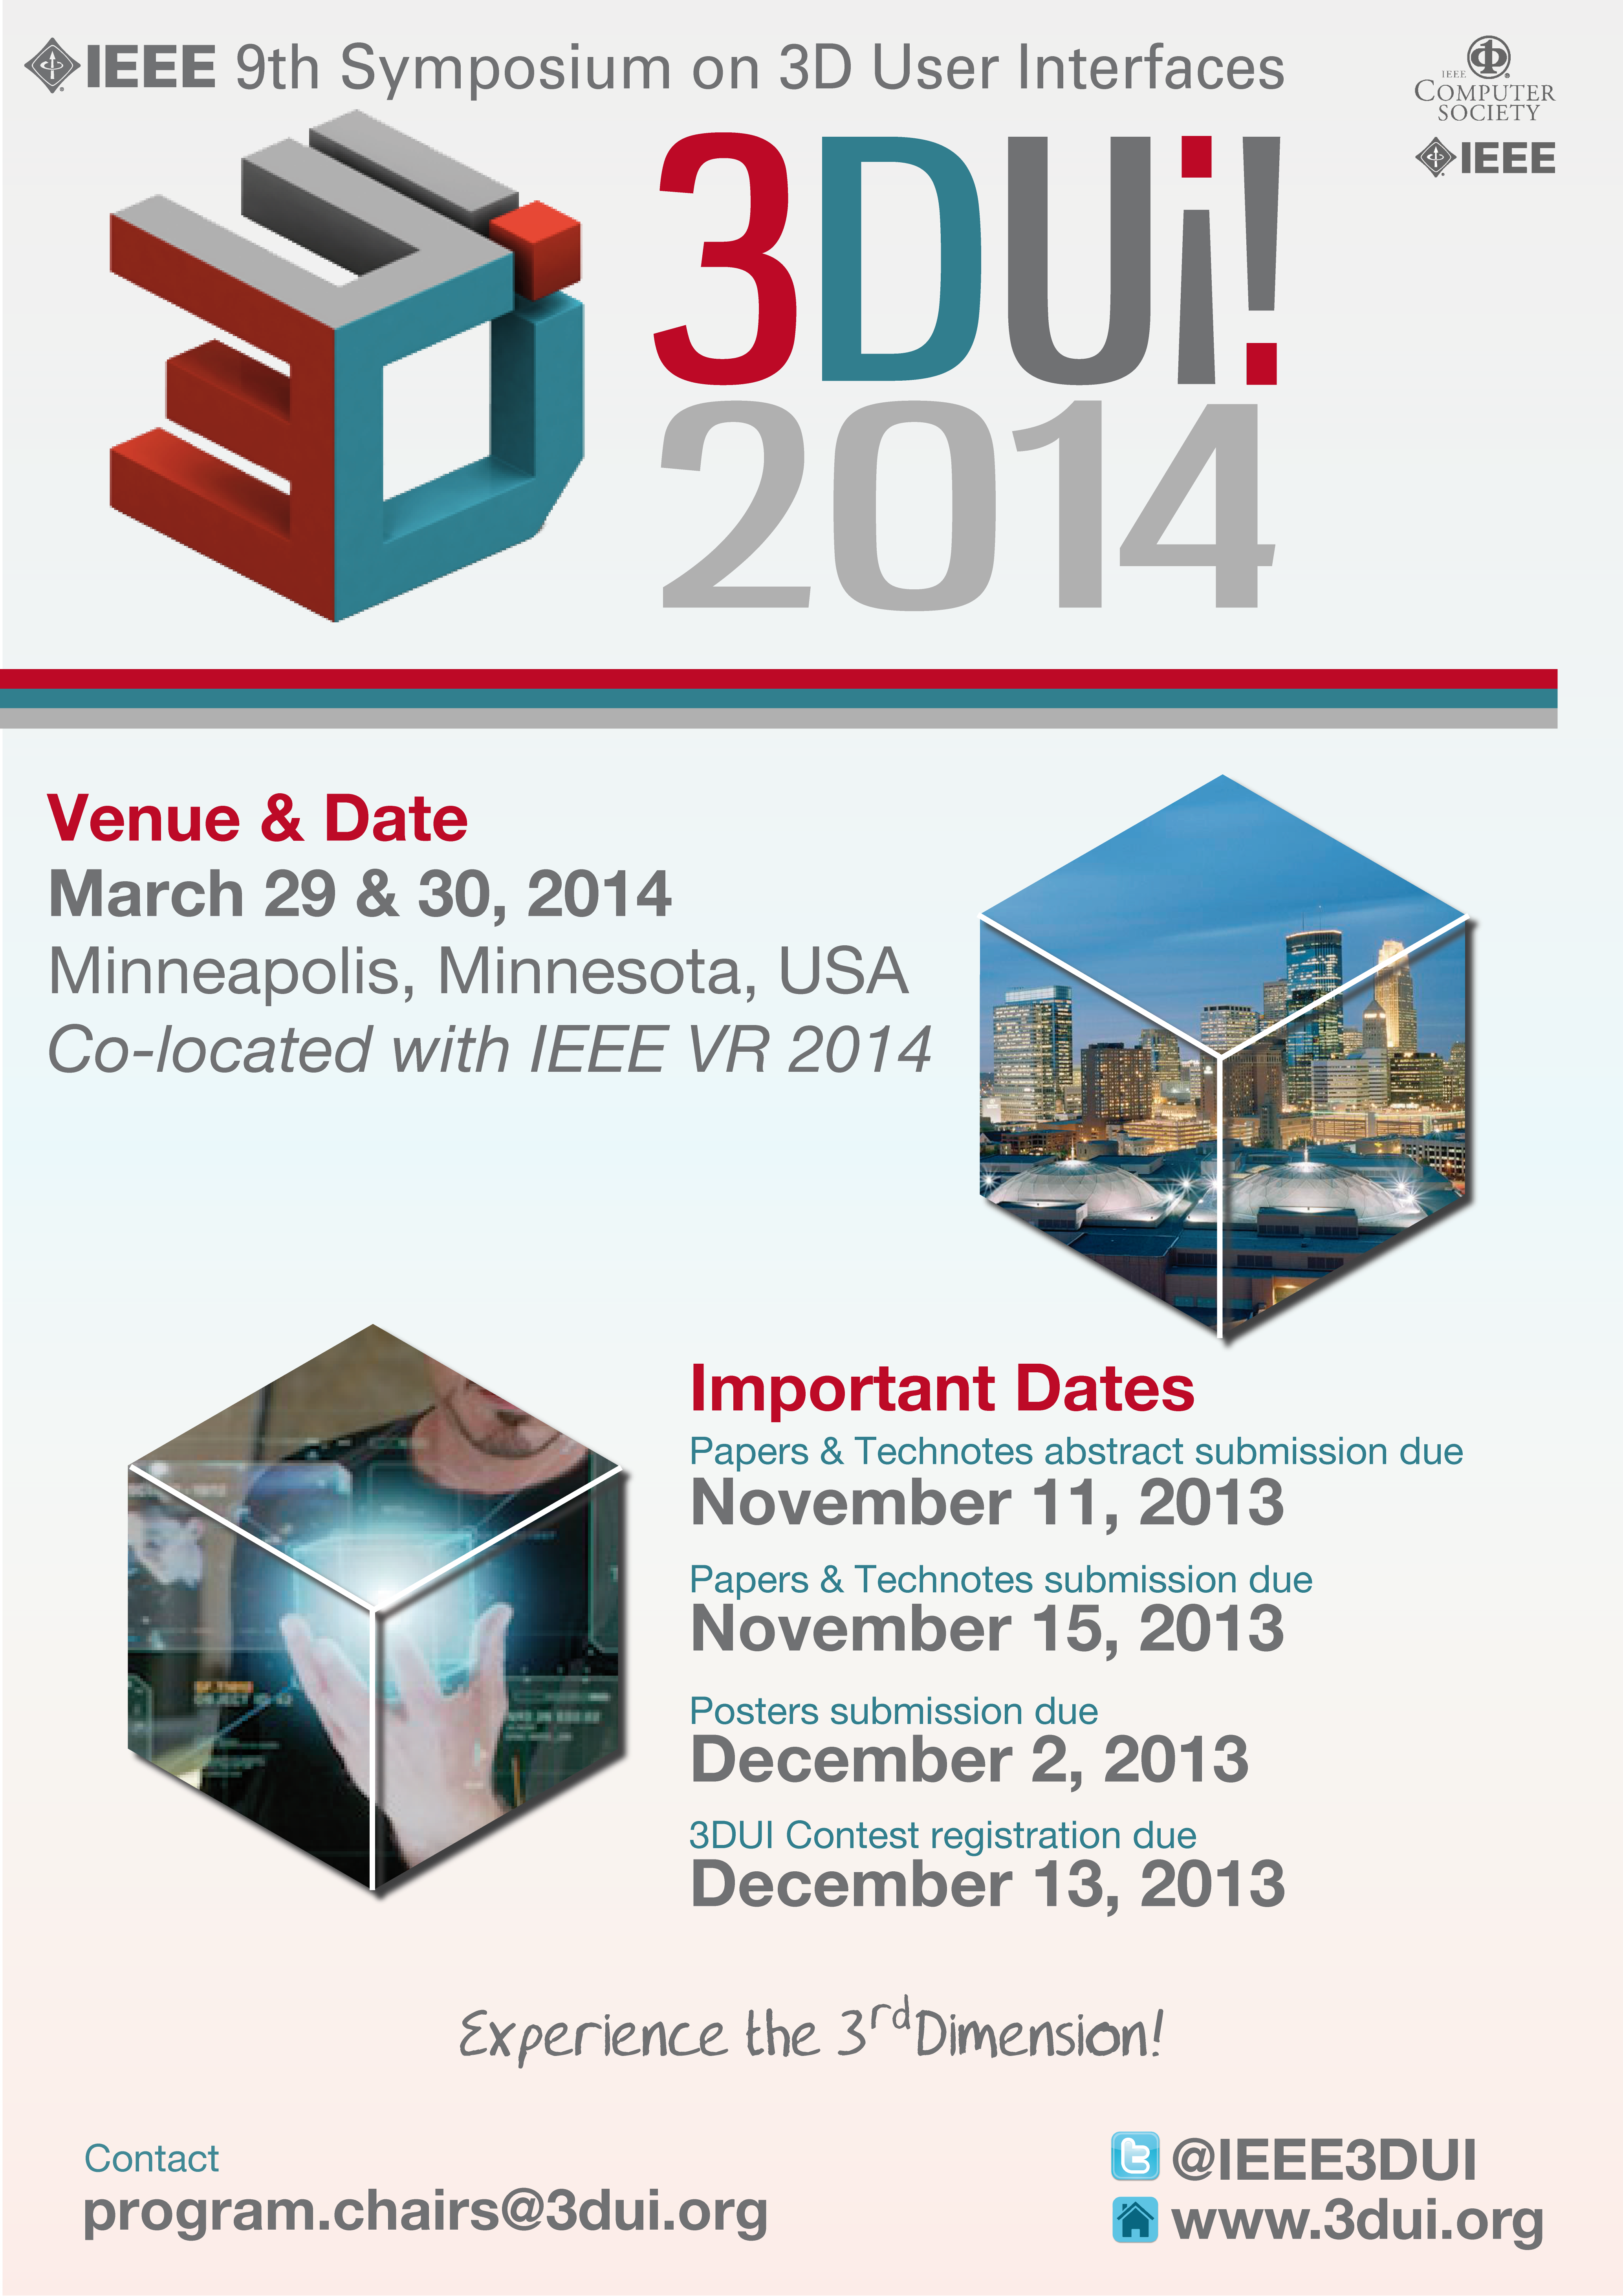 IEEE 9th Symposium on 3D User Interfaces
IEEE
COMPUTER
SOCIETY
IEEE
3DUi!
2014
Venue & Date
March 29 & 30, 2014
Minneapolis, Minnesota, USA
Co-located with IEEE VR 2014
Important Dates
Papers & Technotes abstract submission due
November 11, 2013
Papers & Technotes submission due
November 15, 2013
Posters submission due
December 2, 2013
3DUI Contest registration due
December 13, 2013
Experience the 3rd Dimension!
Contact
program.chairs@3dui.org
@IEEE3DUI
www.3dui.org